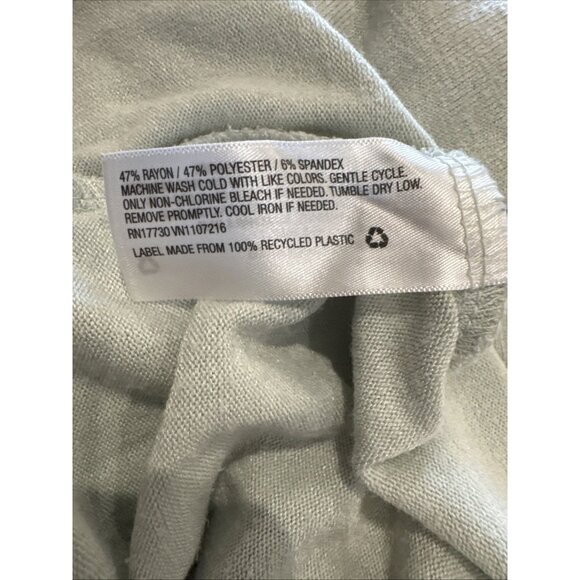 47% RAYON / 47% POLYESTER / 6% SPANDEX
MACHINE WASH COLD WITH LIKE COLORS. GENTLE CYCLE.
ONLY NON-CHLORINE BLEACH IF NEEDED. TUMBLE DRY LOW.
REMOVE PROMPTLY. COOL IRON IF NEEDED.
RN17730 VN1107216
LABEL MADE FROM 100% RECYCLED PLASTIC